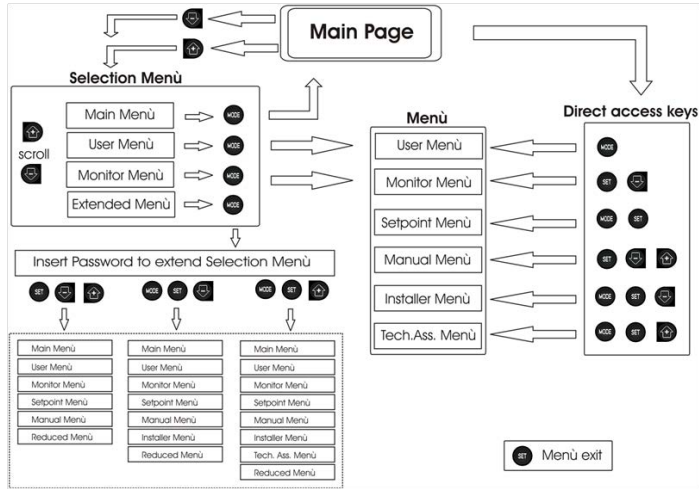 Main Page
Selection Menù
Main Menù
MODE
User Menù
MODE
scroll
Monitor Menù
MODE
Extended Menù
MODE
Insert Password to extend Selection Menù
SET
MODE SET
MODE SET
Main Menù
User Menù
Monitor Menù
Setpoint Menù
Manual Menù
Reduced Menù
Main Menù
User Menù
Monitor Menù
Setpoint Menù
Manual Menù
Installer Menù
Reduced Menù
Main Menù
User Menù
Monitor Menù
Setpoint Menù
Manual Menù
Installer Menù
Tech. Ass. Menù
Reduced Menù
Menù
User Menù
Monitor Menù
Setpoint Menù
Manual Menù
Installer Menù
Tech.Ass. Menù
Direct access keys
MODE
SET
MODE SET
SET
MODE SET
MODE SET
SET Menù exit